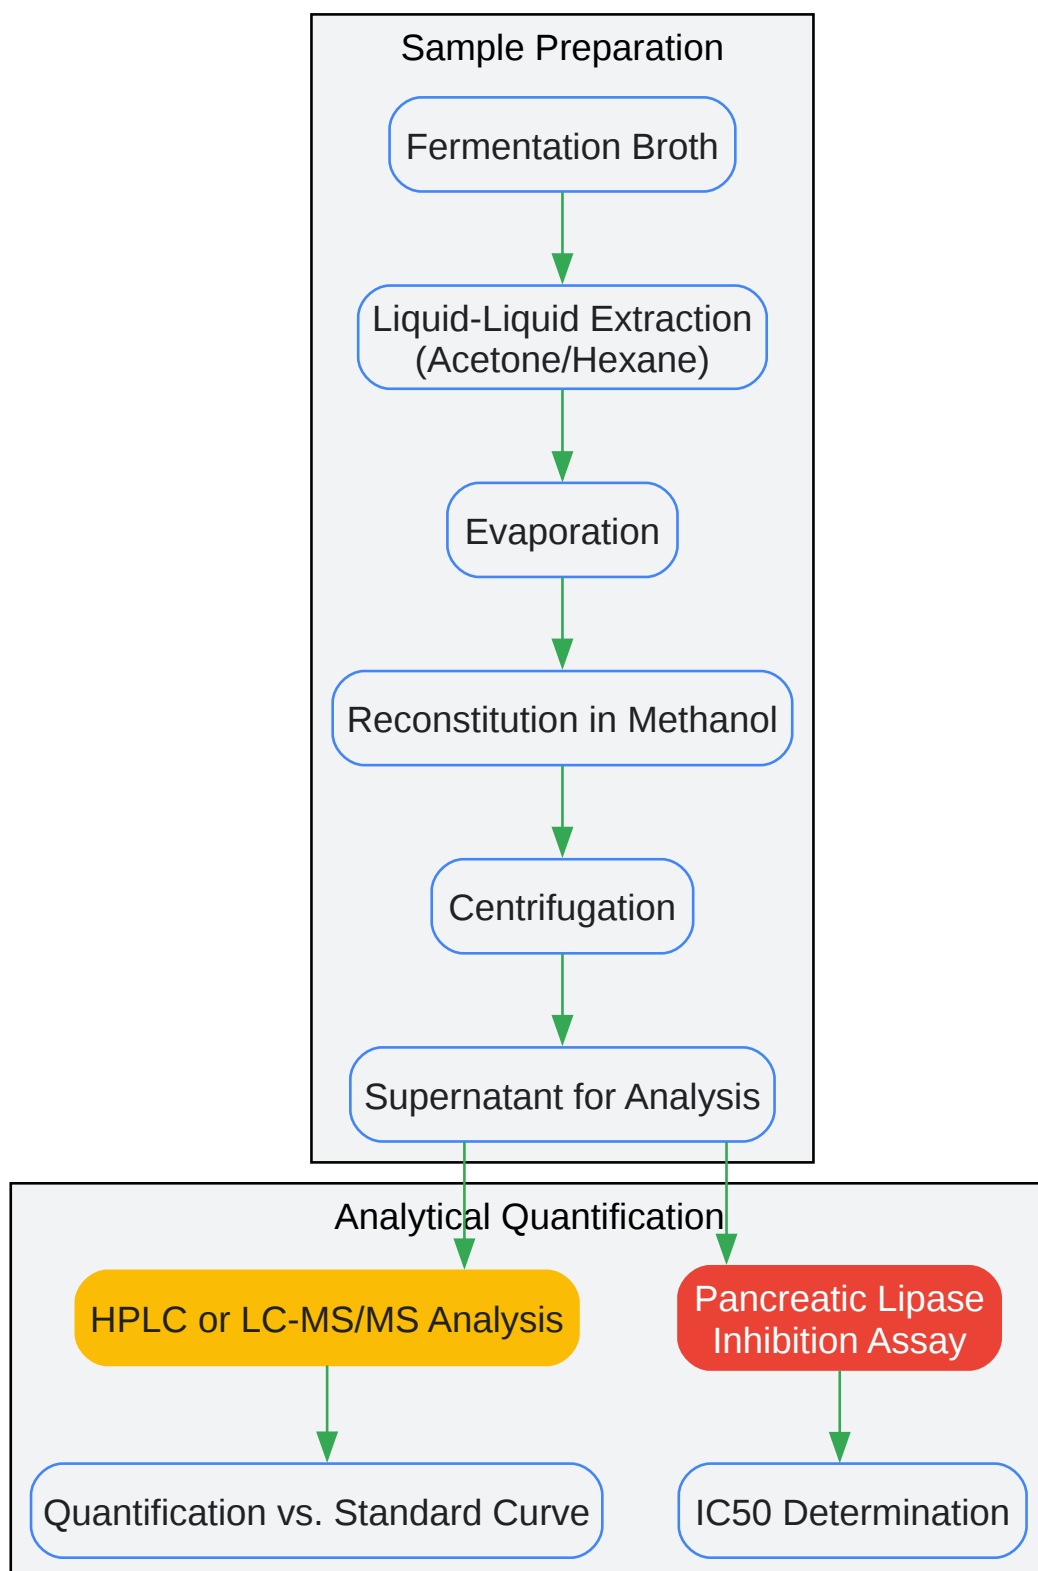 Sample Preparation
Fermentation Broth
Liquid-Liquid Extraction
(Acetone/Hexane)
Evaporation
Reconstitution in Methanol
Centrifugation
Supernatant for Analysis
Analytical Quantification
HPLC or LC-MS/MS Analysis
Pancreatic Lipase
Inhibition Assay
Quantification vs. Standard Curve
IC50 Determination